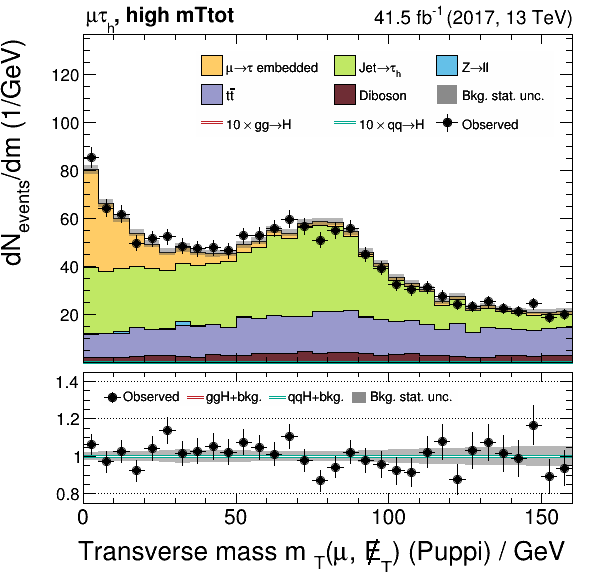 μτh, high mTtot 41.5 fb⁻¹ (2017, 13 TeV)
dNevents/dm (1/GeV)
120
100
80
60
40
20
μ→τ embedded Jet→τh Z→ll
tt̄ Diboson Bkg. stat. unc.
10 × gg→H 10 × qq→H Observed
1.4
1.2
1
0.8
Observed ggH+bkg. qqH+bkg. Bkg. stat. unc.
0 50 100 150
Transverse mass m T(μ, E̸T) (Puppi) / GeV